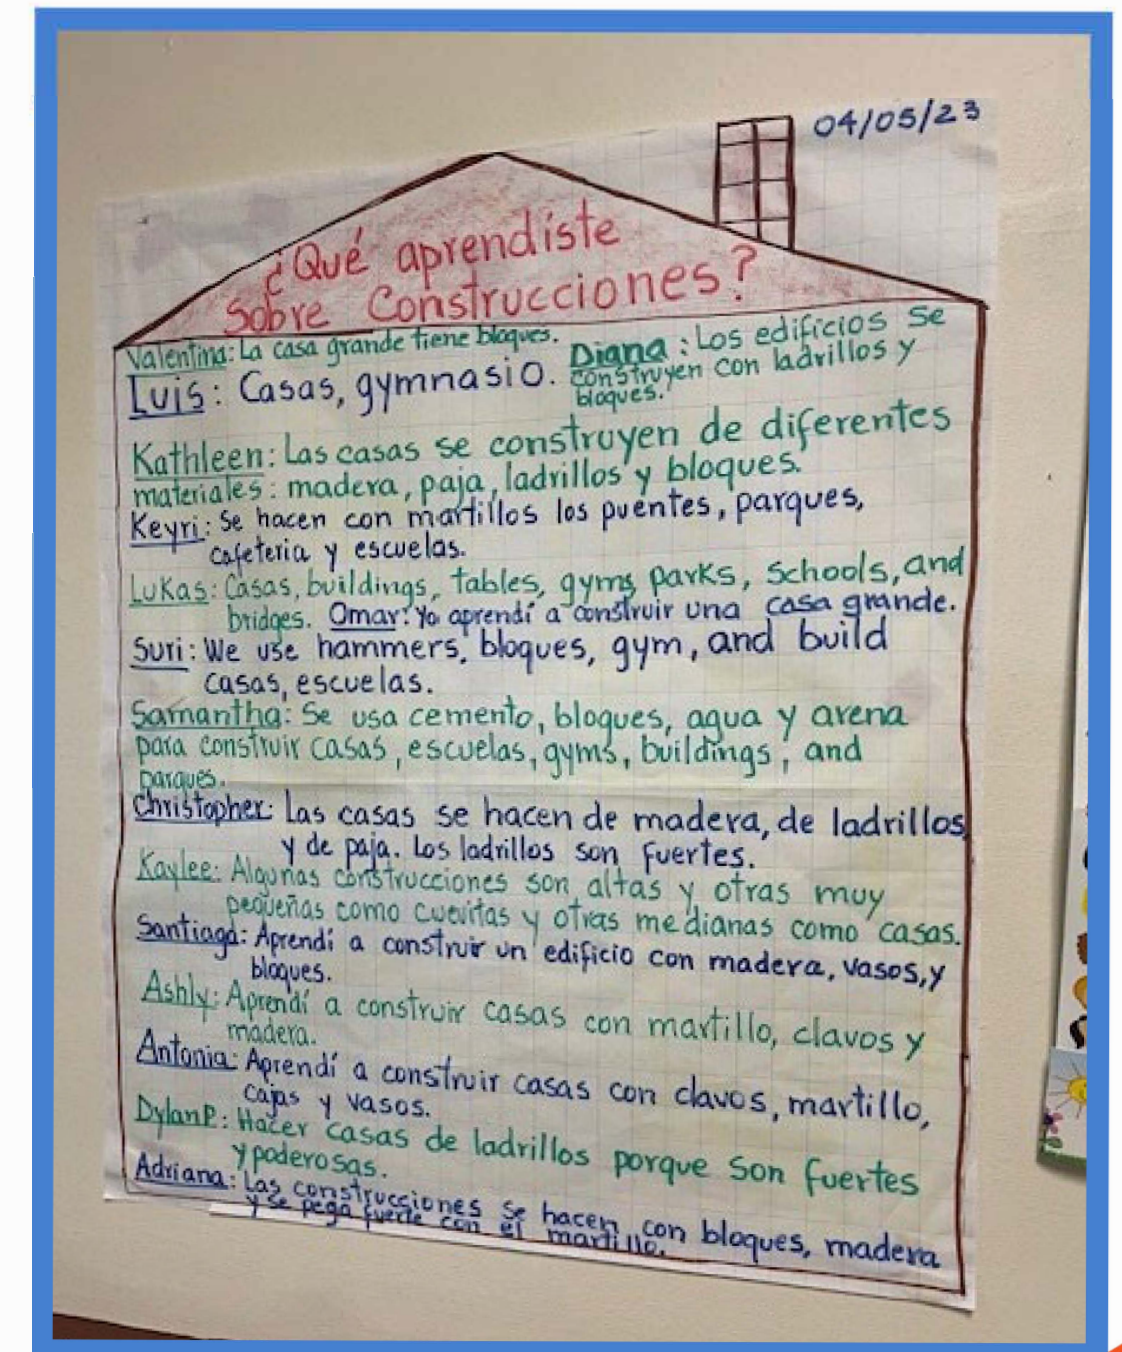 04/05/23
¿Qué aprendiste
Sobre Construcciones?
Valentina: La casa grande tiene bloques.
Diana: Los edificios se
construyen con ladrillos y
bloques.
Luis: Casas, gymnasio.
Kathleen: Las casas se construyen de diferentes
materiales: madera, paja, ladrillos y bloques.
Keyri: Se hacen con martillos los puentes, parques,
cafeteria y escuelas.
Lukas: Casas, buildings, tables, gyms, parks, schools, and
bridges. Omar: Yo aprendí a construir una casa grande.
Suri: We use hammers, bloques, gym, and build
casas, escuelas.
Samantha: Se usa cemento, bloques, agua y arena
para construir casas, escuelas, gyms, buildings, and
parques.
Christopher: Las casas se hacen de madera, de ladrillos
y de paja. Los ladrillos son fuertes.
Kaylee: Algunas construcciones son altas y otras muy
pequeñas como cuevitas y otras medianas como casas.
Santiago: Aprendí a construir un edificio con madera, vasos, y
bloques.
Ashly: Aprendí a construir casas con martillo, clavos y
madera.
Antonia: Aprendí a construir casas con clavos, martillo,
cajas y vasos.
Dylan P.: Hacer casas de ladrillos porque son fuertes
y poderosas.
Adriana: Las construcciones se hacen con bloques, madera
y se pega fuerte con el martillo.